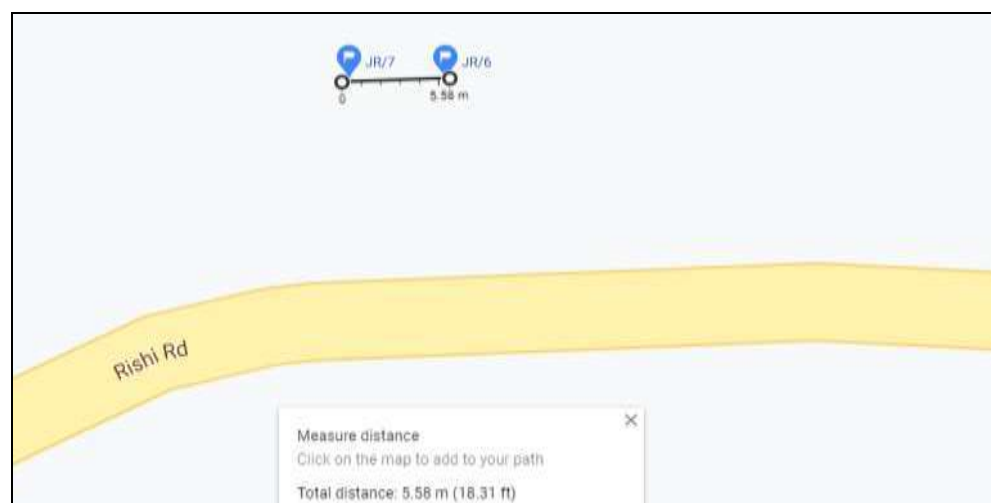 JR/7 JR/6
0 5.58 m
Rishi Rd
Measure distance
Click on the map to add to your path
Total distance: 5.58 m (18.31 ft)